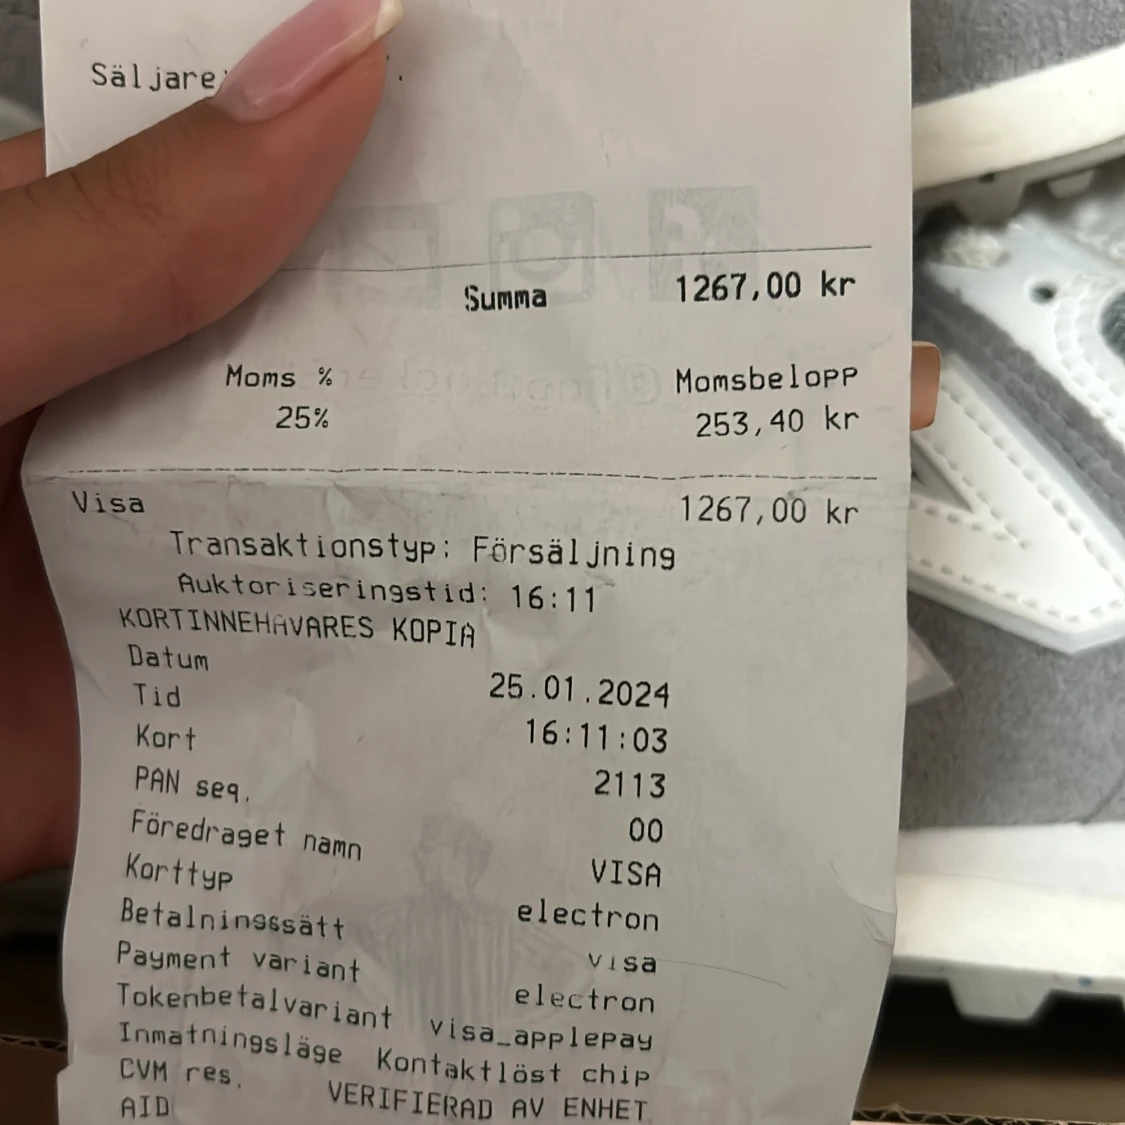 Säljare
Summa 1267,00 kr
Moms % Momsbelopp
25% 253,40 kr
Visa 1267,00 kr
Transaktionstyp: Försäljning
Auktoriseringstid: 16:11
KORTINNEHAVARES KOPIA
Datum 25.01.2024
Tid 16:11:03
Kort 2113
PAN seq. 00
Föredraget namn VISA
Korttyp electron
Betalningssätt visa
Payment variant electron
Tokenbetalvariant visa_applepay
Inmatningsläge Kontaktlöst chip
CVM res. VERIFIERAD AV ENHET
AID